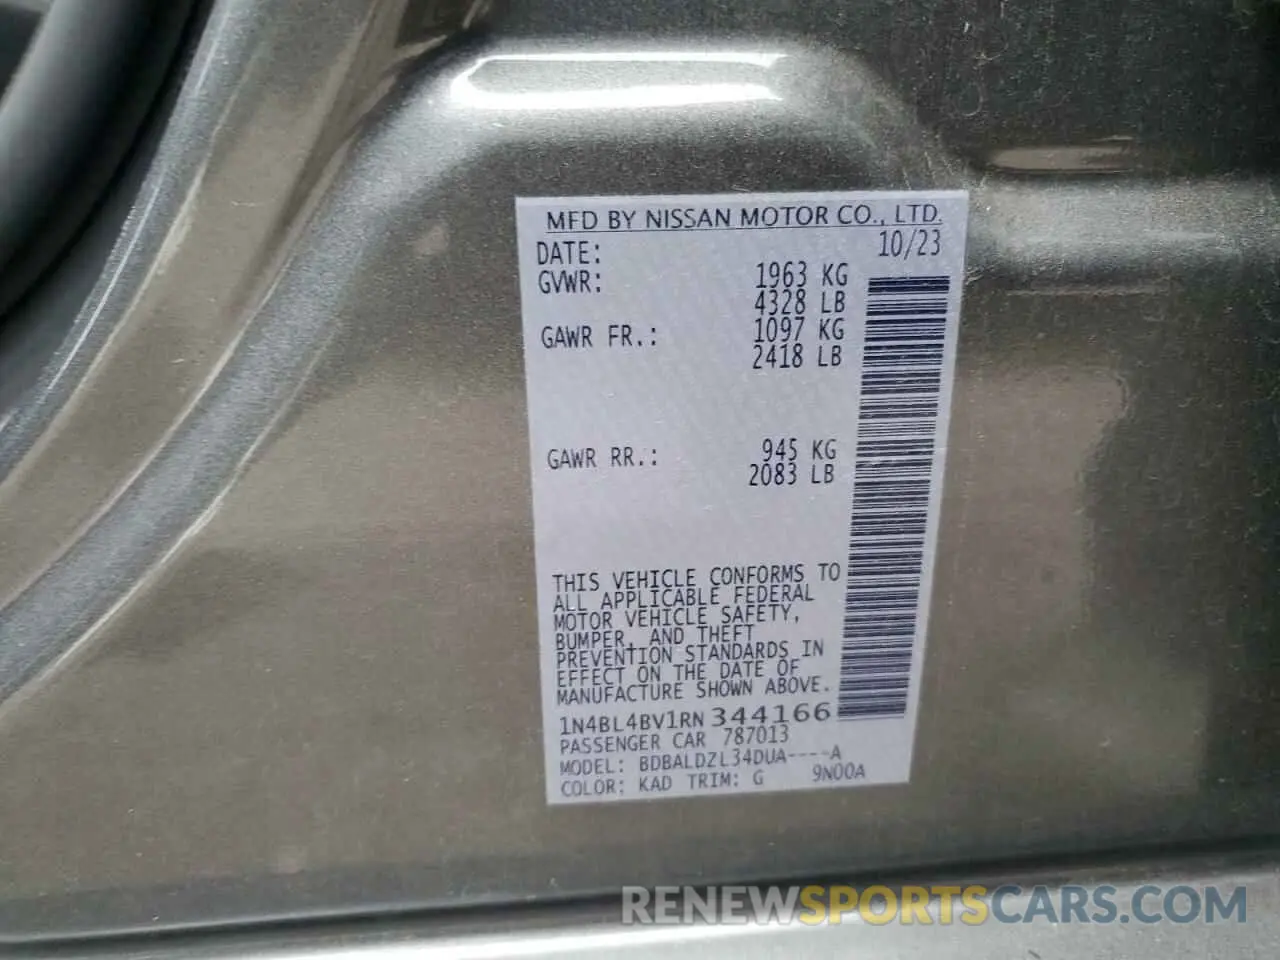 MFD BY NISSAN MOTOR CO., LTD.
DATE: 10/23
GVWR: 1963 KG
4328 LB
GAWR FR.: 1097 KG
2418 LB
GAWR RR.: 945 KG
2083 LB
THIS VEHICLE CONFORMS TO
ALL APPLICABLE FEDERAL
MOTOR VEHICLE SAFETY,
BUMPER, AND THEFT
PREVENTION STANDARDS IN
EFFECT ON THE DATE OF
MANUFACTURE SHOWN ABOVE.
1N4BL4BV1RN344166
PASSENGER CAR 787013
MODEL: BDBALDZL34DUA----A
COLOR: KAD TRIM: G 9N00A
RENEWSPORTSCARS.COM